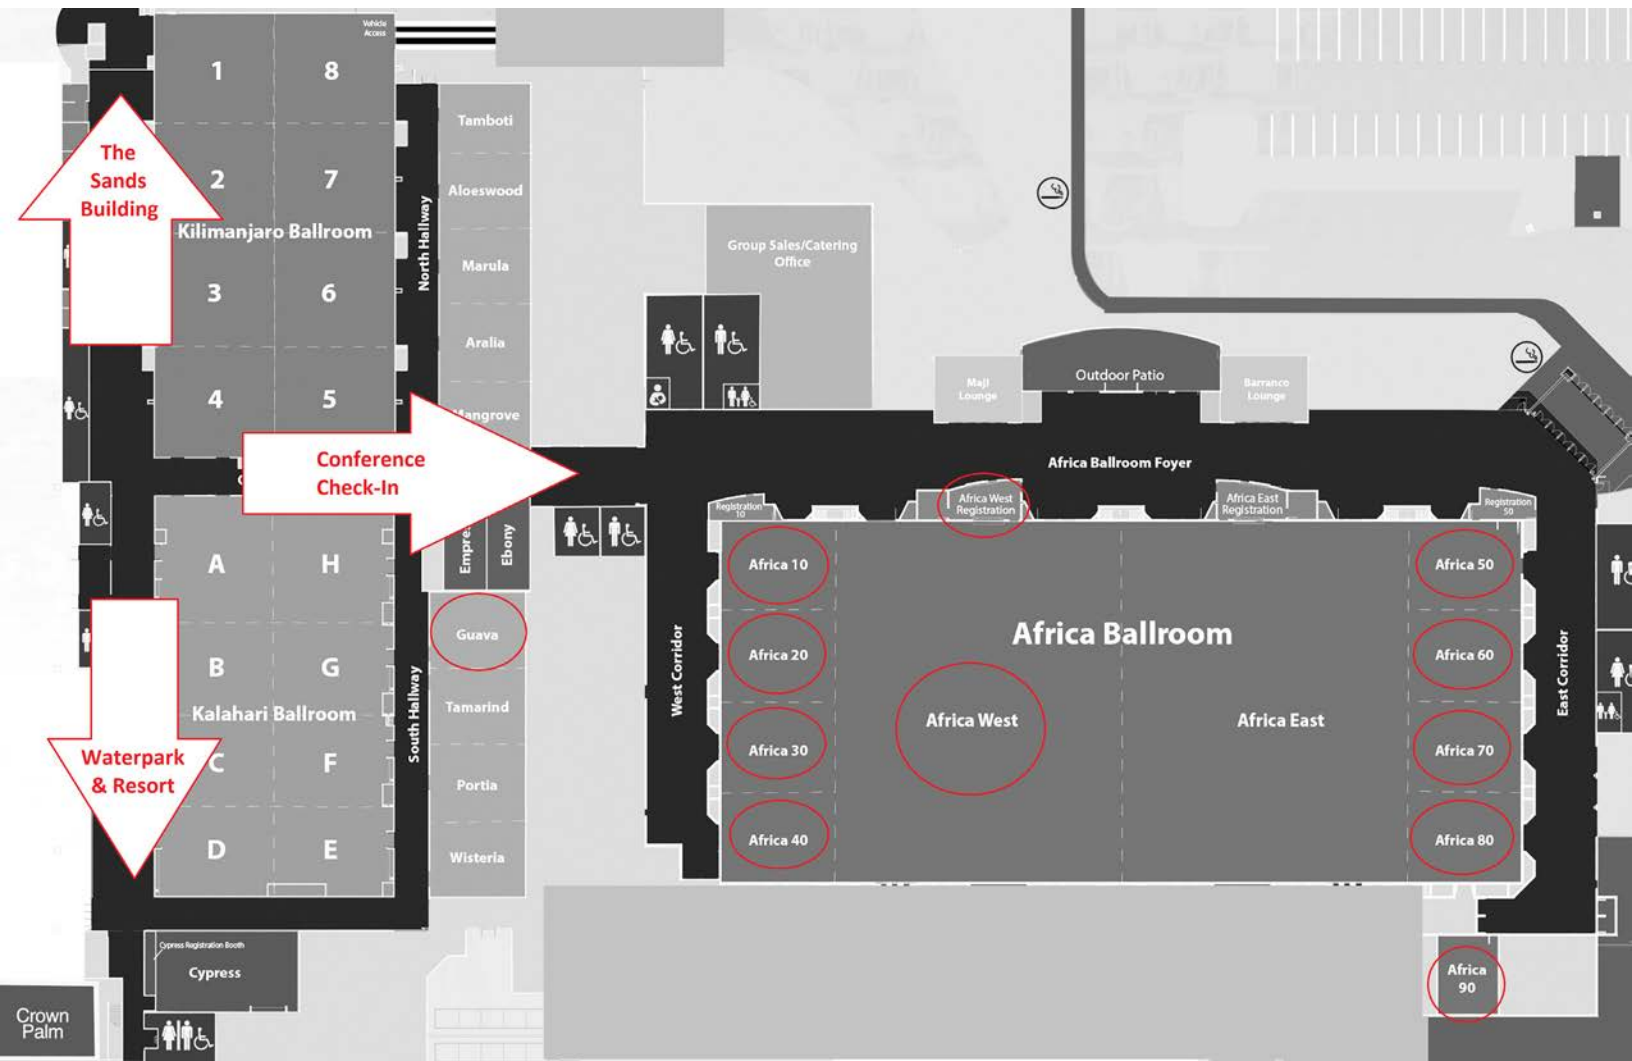 Vehicle
Access
1
8
Tamboti
The
Sands
Building
2
7
Aloeswood
North Hallway
Kilimanjaro Ballroom
Marula
Group Sales/Catering
Office
3
6
Aralia
Outdoor Patio
Maji
Lounge
Barranco
Lounge
4
5
Mangrove
Conference
Check-In
Africa Ballroom Foyer
Registration
10
Africa West
Registration
Africa East
Registration
Registration
50
Ebony
A
H
Africa 10
Africa 50
Guava
Africa Ballroom
B
G
Africa 20
Africa 60
West Corridor
East Corridor
South Hallway
Tamarind
Kalahari Ballroom
Africa West
Africa East
Waterpark
& Resort
C
F
Africa 30
Africa 70
Portia
D
E
Wisteria
Africa 40
Africa 80
Cypress Registration Booth
Cypress
Africa
90
Crown
Palm